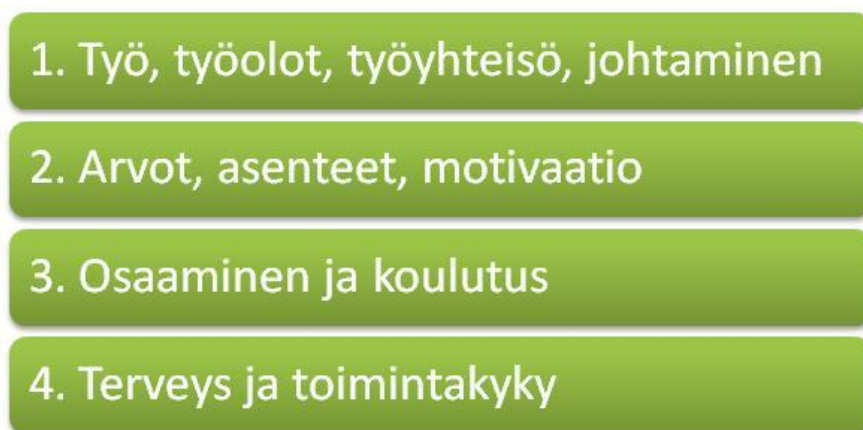 1. Työ, työolot, työyhteisö, johtaminen
2. Arvot, asenteet, motivaatio
3. Osaaminen ja koulutus
4. Terveys ja toimintakyky